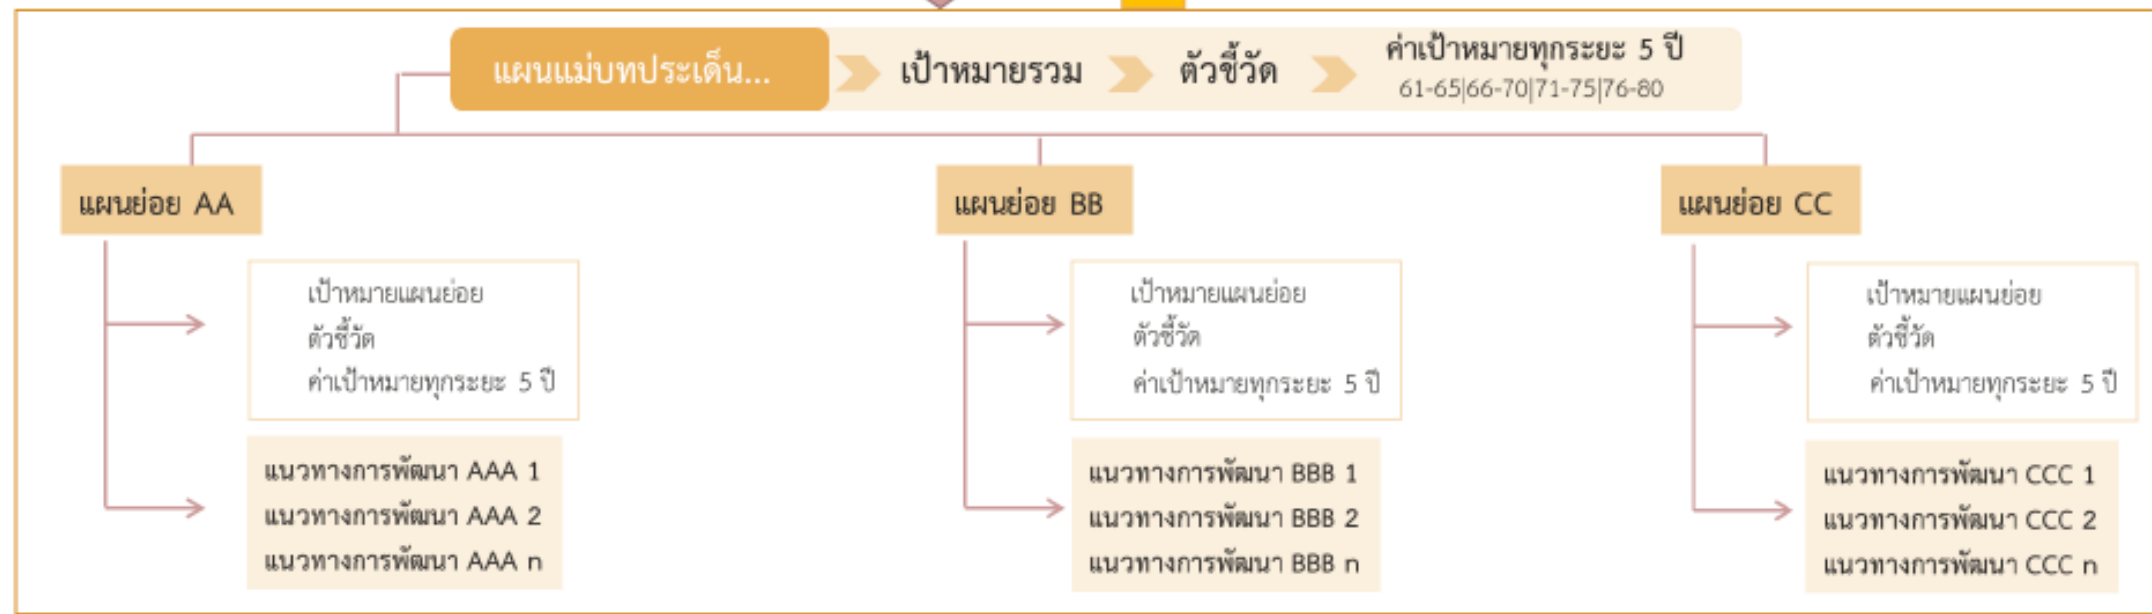 แผนแม่บทประเด็น...
เป้าหมายรวม
ตัวชี้วัด
ค่าเป้าหมายทุกระยะ 5 ปี
61-65|66-70|71-75|76-80
แผนย่อย AA
เป้าหมายแผนย่อย
ตัวชี้วัด
ค่าเป้าหมายทุกระยะ 5 ปี
แนวทางการพัฒนา AAA 1
แนวทางการพัฒนา AAA 2
แนวทางการพัฒนา AAA n
แผนย่อย BB
เป้าหมายแผนย่อย
ตัวชี้วัด
ค่าเป้าหมายทุกระยะ 5 ปี
แนวทางการพัฒนา BBB 1
แนวทางการพัฒนา BBB 2
แนวทางการพัฒนา BBB n
แผนย่อย CC
เป้าหมายแผนย่อย
ตัวชี้วัด
ค่าเป้าหมายทุกระยะ 5 ปี
แนวทางการพัฒนา CCC 1
แนวทางการพัฒนา CCC 2
แนวทางการพัฒนา CCC n